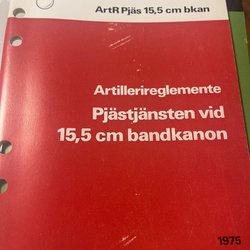 ArtR Pjäs 15,5 cm bkan
Artillerireglemente
Pjästjänsten vid
15,5 cm bandkanon
1975